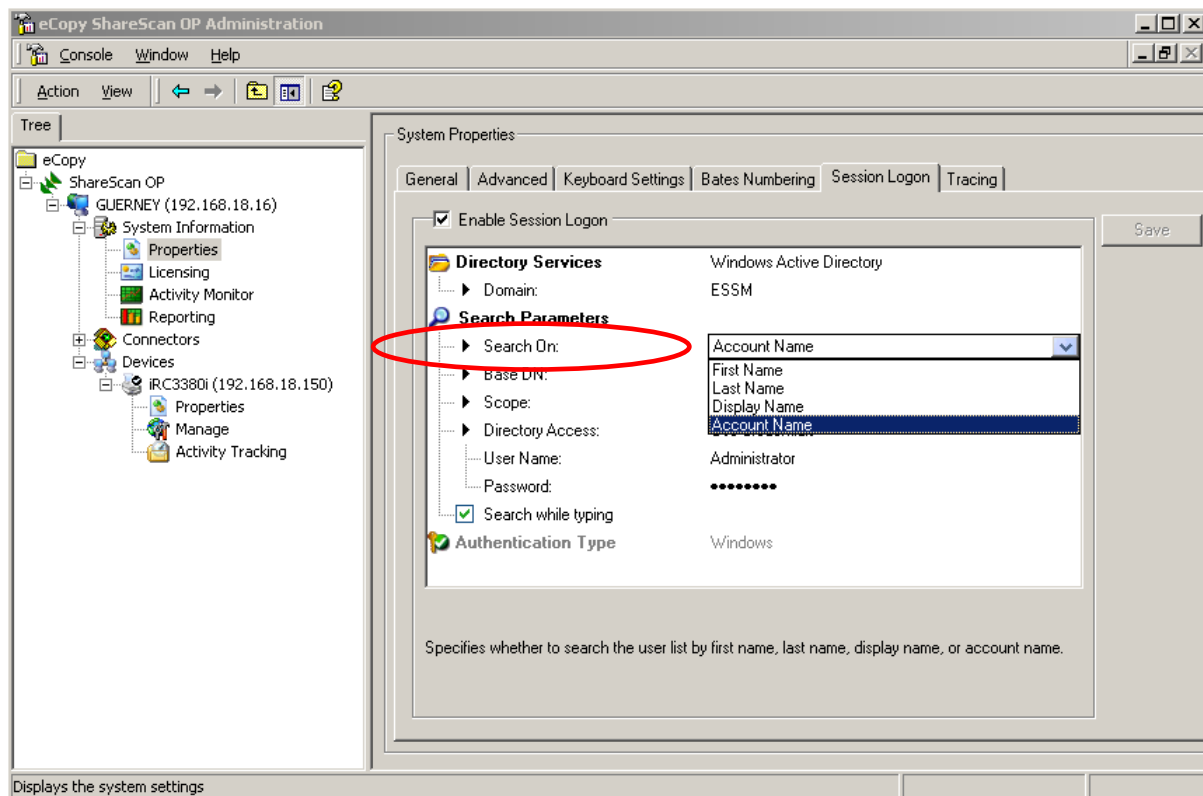 eCopy ShareScan OP Administration
Console Window Help
Action View
Tree
eCopy
ShareScan OP
GUERNEY (192.168.18.16)
System Information
Properties
Licensing
Activity Monitor
Reporting
Connectors
Devices
iRC3380i (192.168.18.150)
Properties
Manage
Activity Tracking
System Properties
General Advanced Keyboard Settings Bates Numbering Session Logon Tracing
Enable Session Logon
Save
Directory Services Windows Active Directory
Domain: ESSM
Search Parameters
Search On: Account Name
First Name
Last Name
Display Name
Account Name
Base DN:
Scope:
Directory Access:
User Name: Administrator
Password: ●●●●●●●●
Search while typing
Authentication Type Windows
Specifies whether to search the user list by first name, last name, display name, or account name.
Displays the system settings